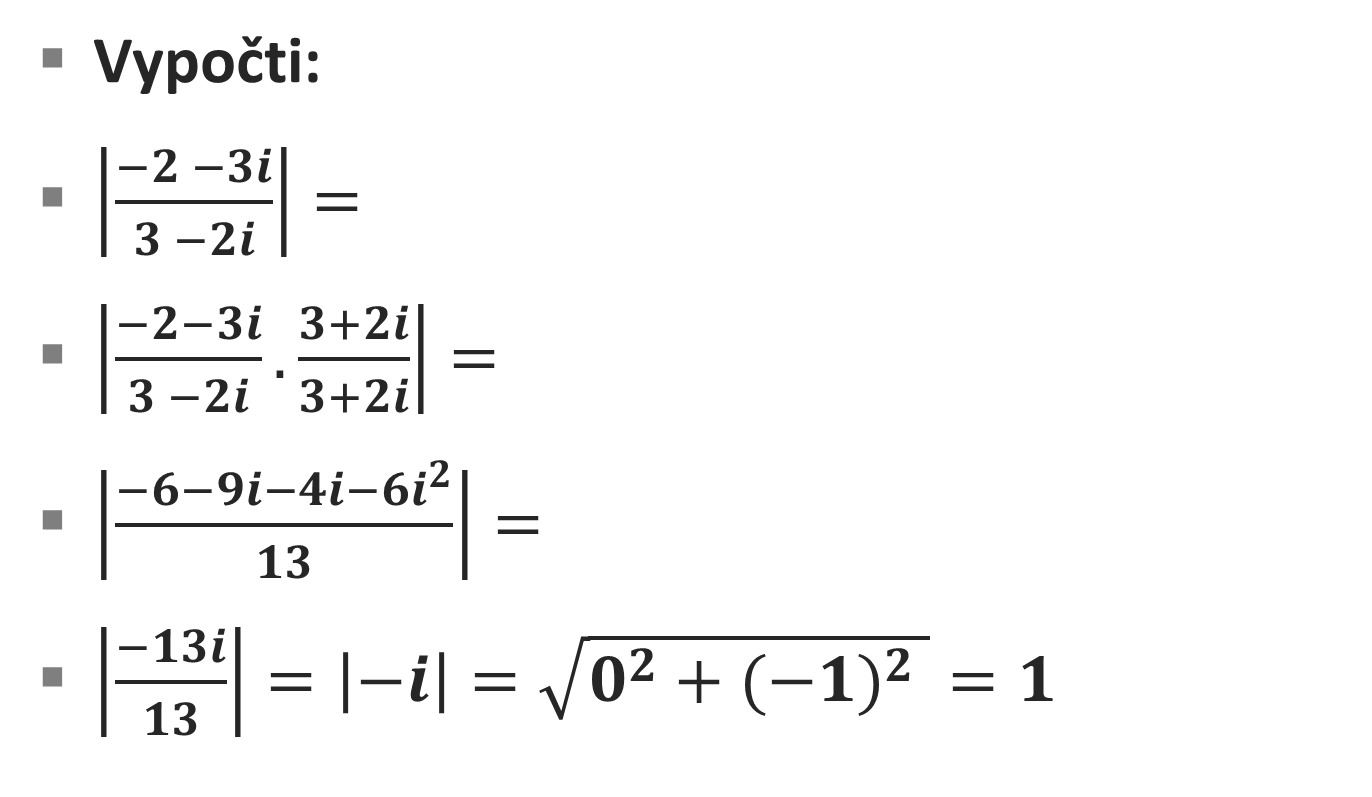 ▪ Vypočti:
▪ |(−2 −3i)/(3 −2i)| =
▪ |(−2−3i)/(3 −2i) . (3+2i)/(3+2i)| =
▪ |(−6−9i−4i−6i²)/13| =
▪ |(−13i)/13| = |−i| = √(0² + (−1)²) = 1